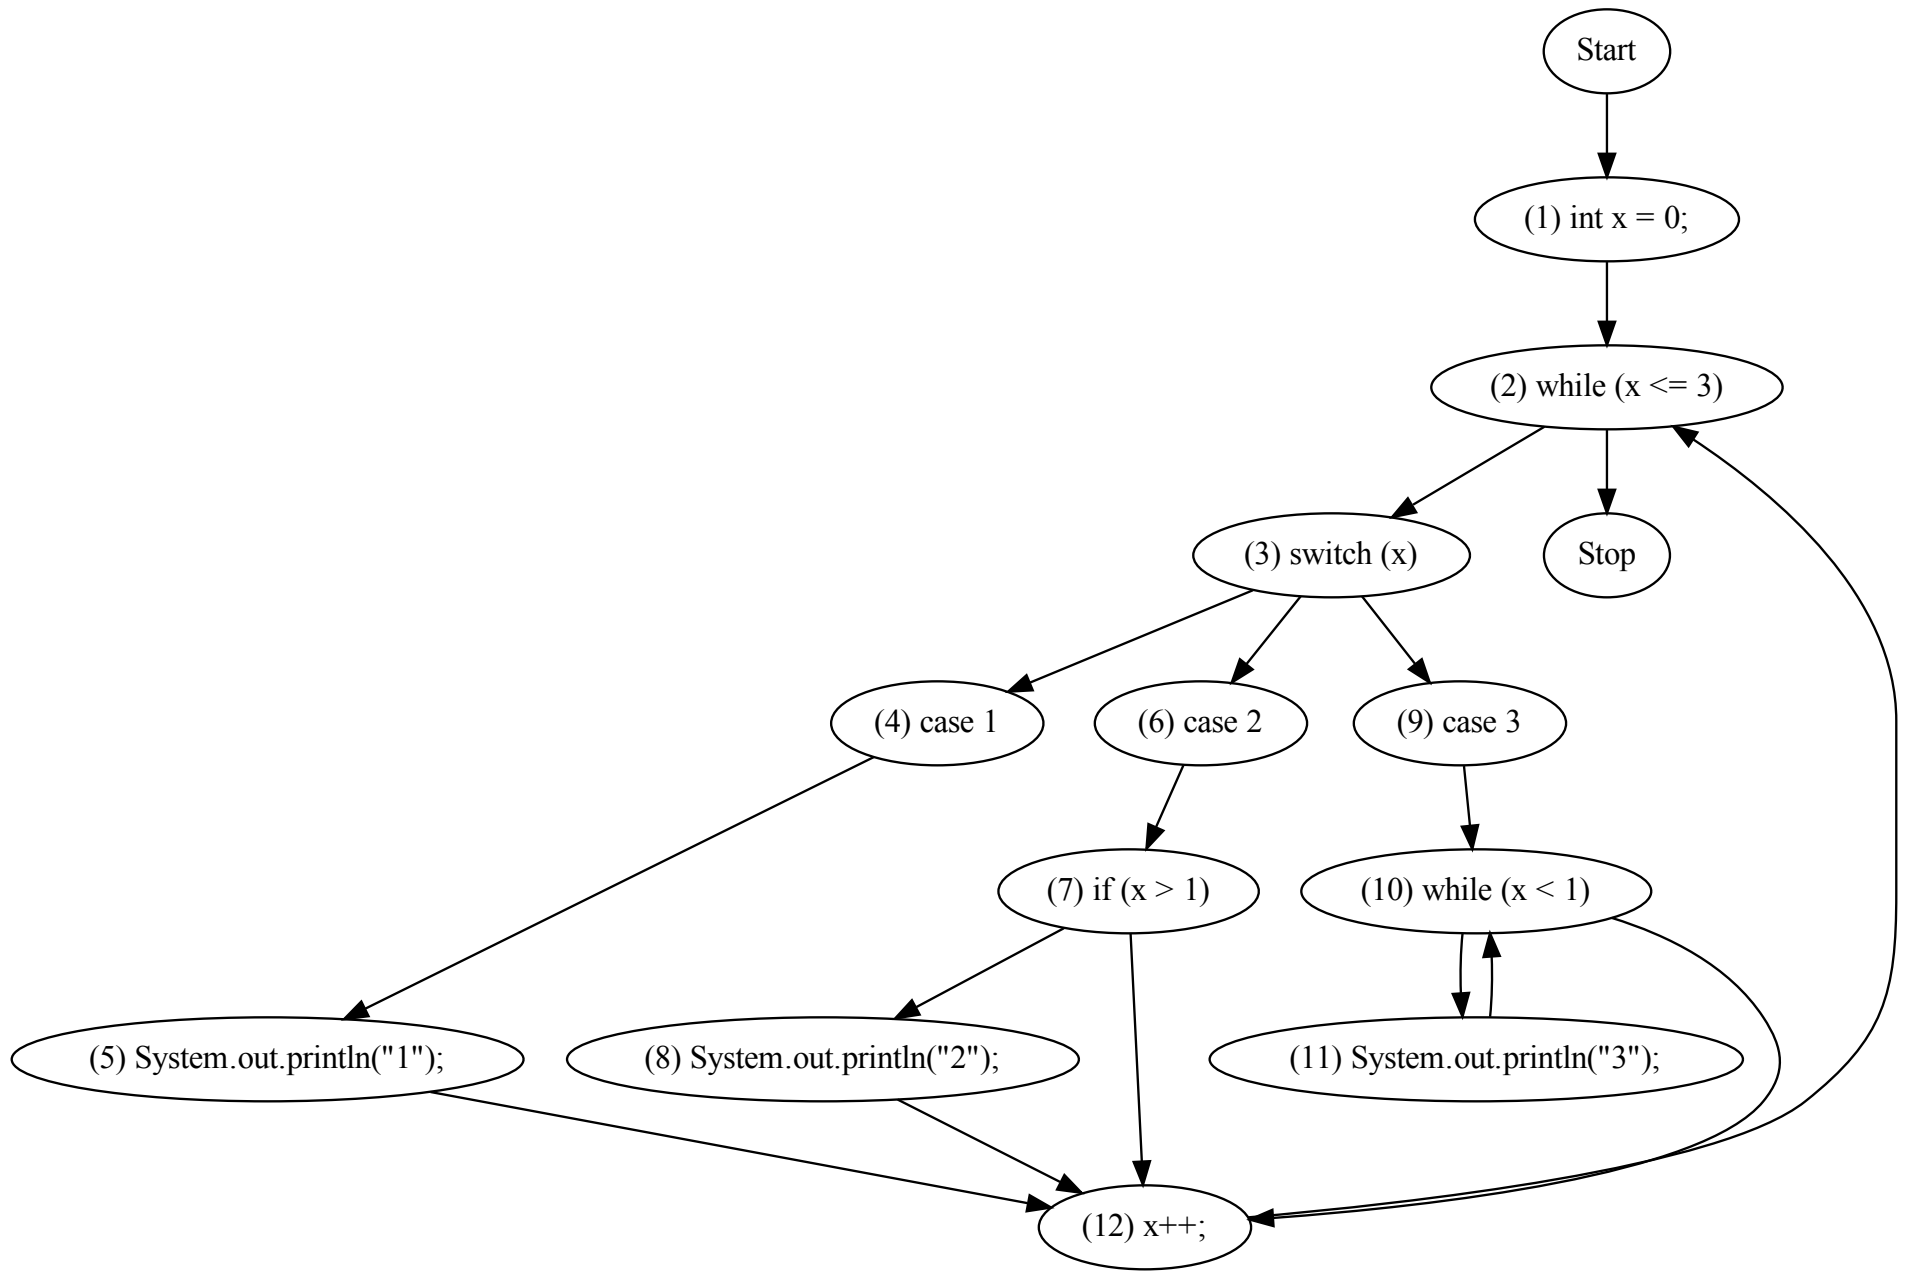 Start
(1) int x = 0;
(2) while (x <= 3)
(3) switch (x)
Stop
(4) case 1
(6) case 2
(9) case 3
(7) if (x > 1)
(10) while (x < 1)
(5) System.out.println("1");
(8) System.out.println("2");
(11) System.out.println("3");
(12) x++;